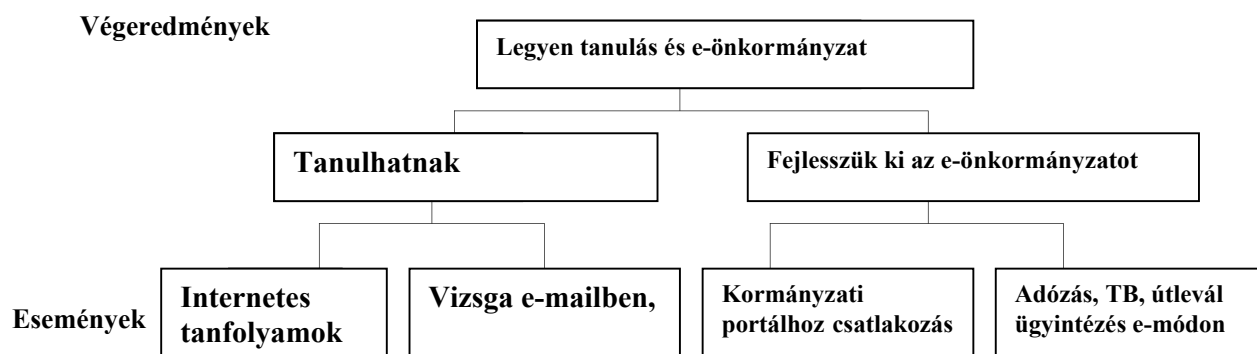 Végeredmények
Legyen tanulás és e-önkormányzat
Tanulhatnak
Fejlesszük ki az e-önkormányzatot
Események
Internetes
tanfolyamok
Vizsga e-mailben,
Kormányzati
portálhoz csatlakozás
Adózás, TB, útlevál
ügyintézés e-módon